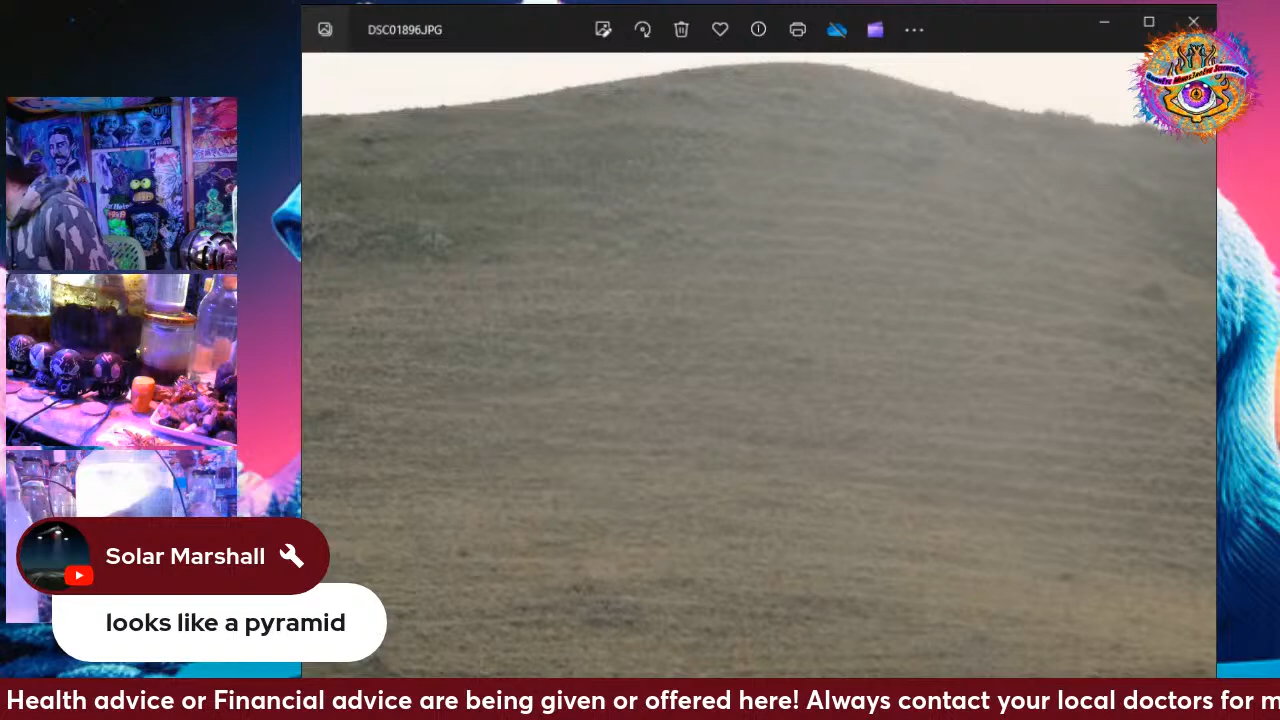 DSC01896.JPG
Solar Marshall
looks like a pyramid
Health advice or Financial advice are being given or offered here! Always contact your local doctors for m